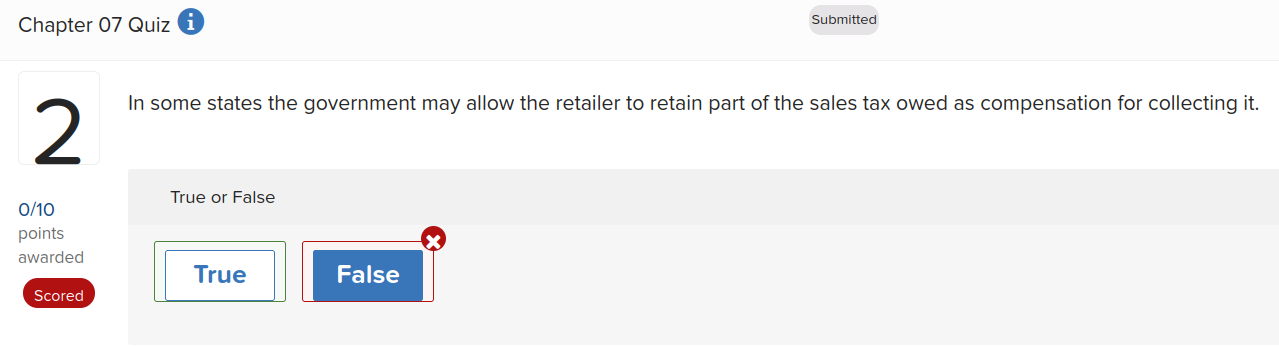 Chapter 07 Quiz i
Submitted
2
In some states the government may allow the retailer to retain part of the sales tax owed as compensation for collecting it.
True or False
0/10
points
awarded
Scored
True
False